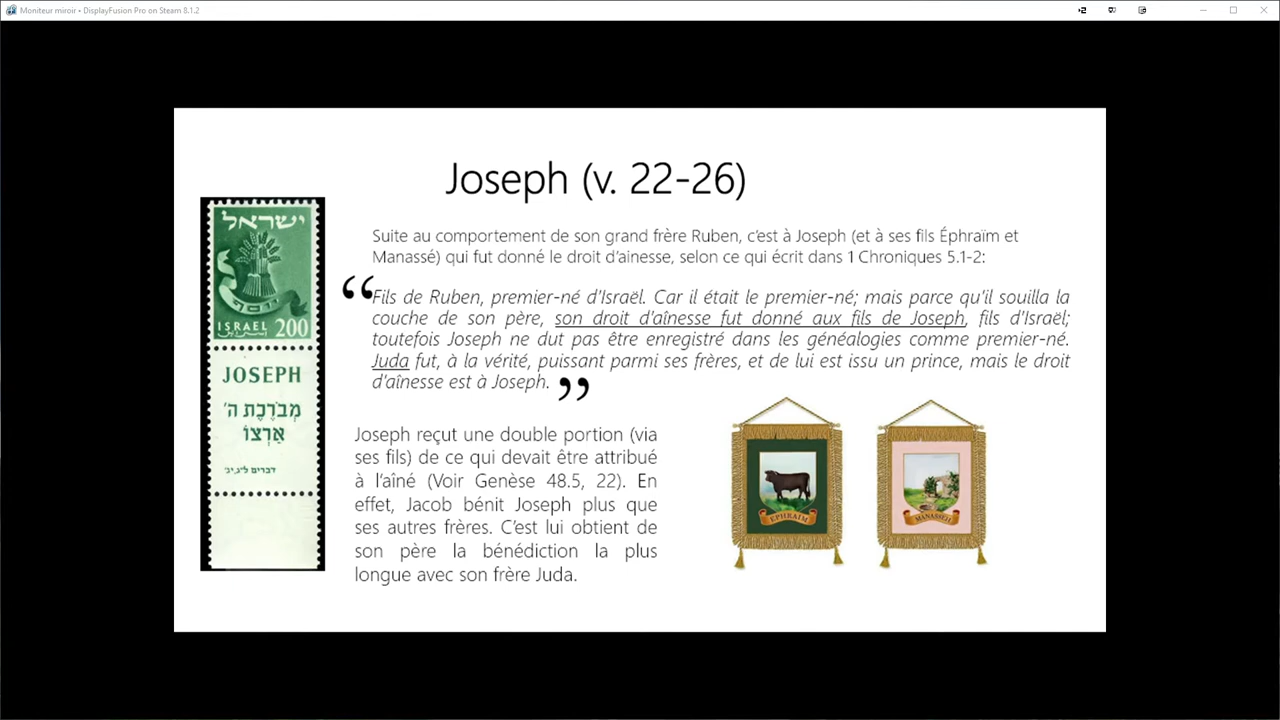 Moniteur miroir • DisplayFusion Pro on Steam 8.1.2
Joseph (v. 22-26)
Suite au comportement de son grand frère Ruben, c'est à Joseph (et à ses fils Éphraïm et
Manassé) qui fut donné le droit d'ainesse, selon ce qui écrit dans 1 Chroniques 5.1-2:
“Fils de Ruben, premier-né d'Israël. Car il était le premier-né; mais parce qu'il souilla la
couche de son père, son droit d'aînesse fut donné aux fils de Joseph, fils d'Israël;
toutefois Joseph ne dut pas être enregistré dans les généalogies comme premier-né.
Juda fut, à la vérité, puissant parmi ses frères, et de lui est issu un prince, mais le droit
d'aînesse est à Joseph. ”
Joseph reçut une double portion (via
ses fils) de ce qui devait être attribué
à l'aîné (Voir Genèse 48.5, 22). En
effet, Jacob bénit Joseph plus que
ses autres frères. C'est lui obtient de
son père la bénédiction la plus
longue avec son frère Juda.
ישראל
יוסף
ISRAEL 200
JOSEPH
מְבֹרֶכֶת ה'
אַרְצוֹ
דברים ל"ג,י"ג
EPHRAIM
MANASSEH